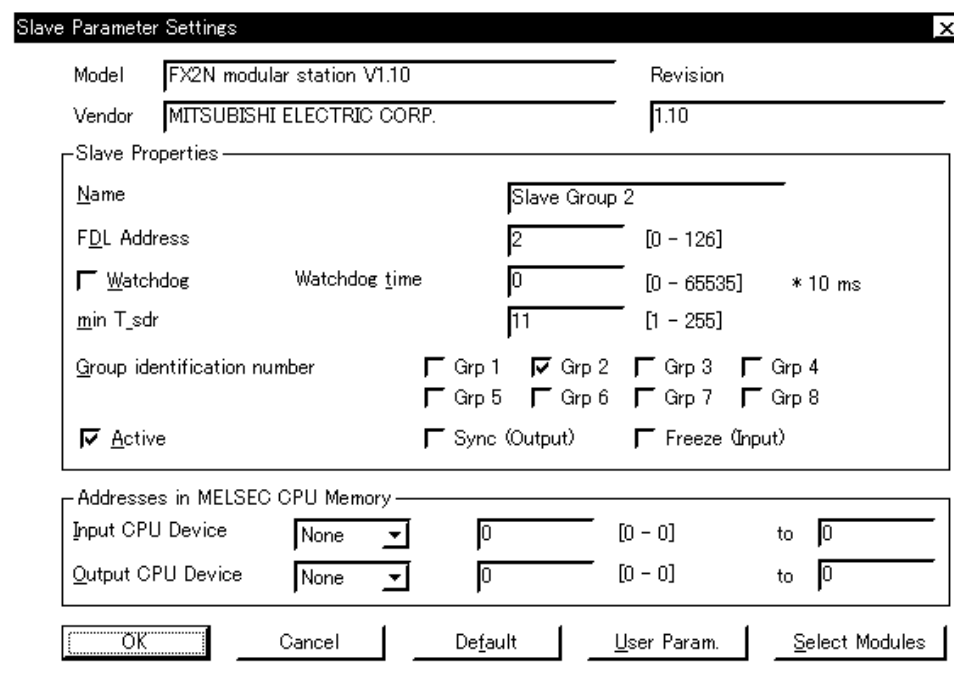 Slave Parameter Settings
Model FX2N modular station V1.10 Revision
Vendor MITSUBISHI ELECTRIC CORP. 1.10
Slave Properties
Name Slave Group 2
FDL Address 2 [0 - 126]
Watchdog Watchdog time 0 [0 - 65535] * 10 ms
min T_sdr 11 [1 - 255]
Group identification number Grp 1 Grp 2 Grp 3 Grp 4
Grp 5 Grp 6 Grp 7 Grp 8
Active Sync (Output) Freeze (Input)
Addresses in MELSEC CPU Memory
Input CPU Device None 0 [0 - 0] to 0
Output CPU Device None 0 [0 - 0] to 0
OK Cancel Default User Param. Select Modules